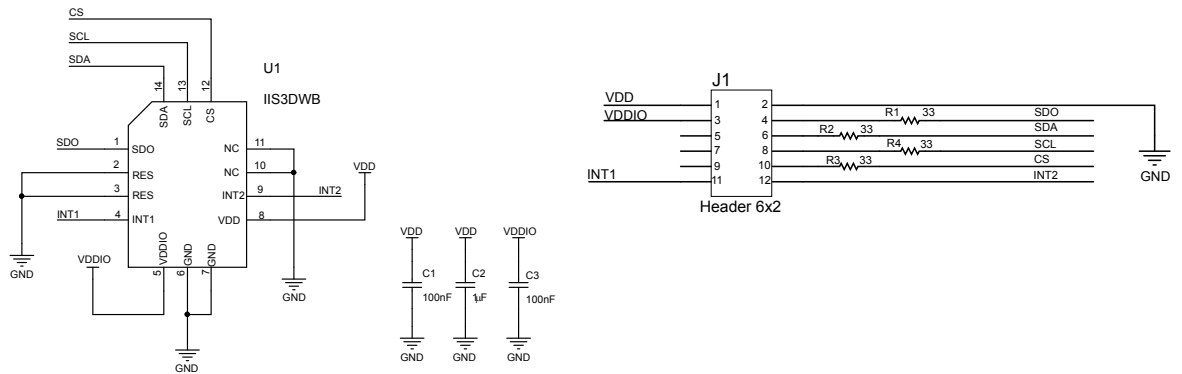 CS
SCL
SDA
U1
IIS3DWB
14 13 12
SDA SCL CS
SDO 1 SDO NC 11
2 RES NC 10 VDD
3 RES INT2 9 INT2
INT1 4 INT1 VDD 8
VDDIO GND GND
5 6 7
GND
VDDIO
GND
GND
VDD VDD VDDIO
C1 C2 C3
100nF 1µF 100nF
GND GND GND
J1
VDD 1 2
VDDIO 3 4 R1 33 SDO
5 6 R2 33 SDA
7 8 R4 33 SCL
9 10 R3 33 CS
INT1 11 12 INT2
GND
Header 6x2